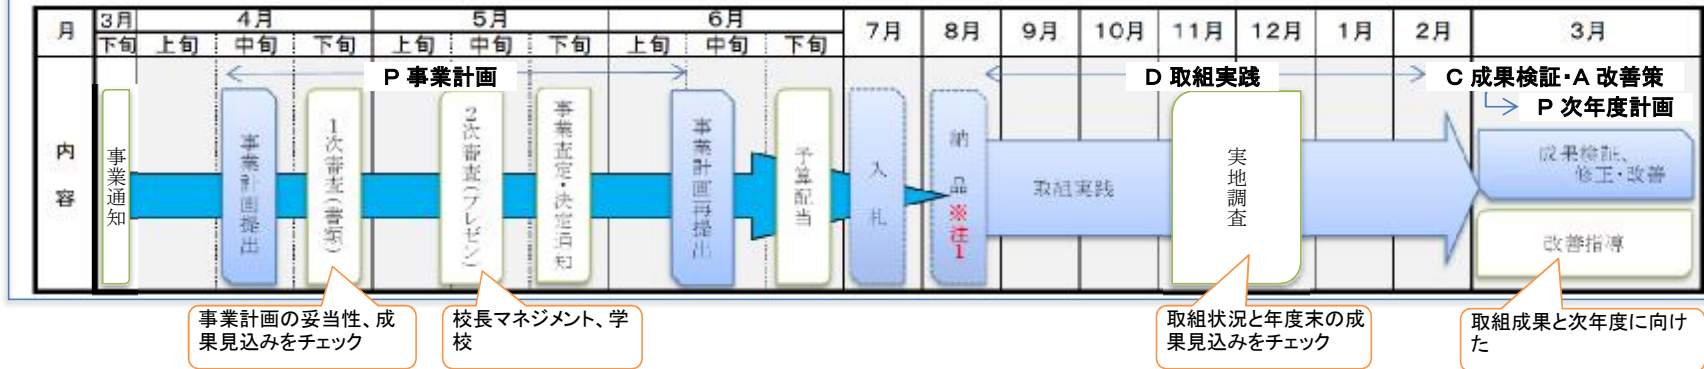 月
3月
4月
5月
6月
7月
8月
9月
10月
11月
12月
1月
2月
3月
下旬
上旬
中旬
下旬
上旬
中旬
下旬
上旬
中旬
下旬
P 事業計画
D 取組実践
C 成果検証・A 改善策
P 次年度計画
内容
事業通知
事業計画提出
1次審査(書類)
2次審査(プレゼン)
事業査定・決定通知
事業計画再提出
予算配当
入札
納品※注1
取組実践
実地調査
成果検証、
修正・改善
改善指導
事業計画の妥当性、成
果見込みをチェック
校長マネジメント、学
校
取組状況と年度末の成
果見込みをチェック
取組成果と次年度に向け
た